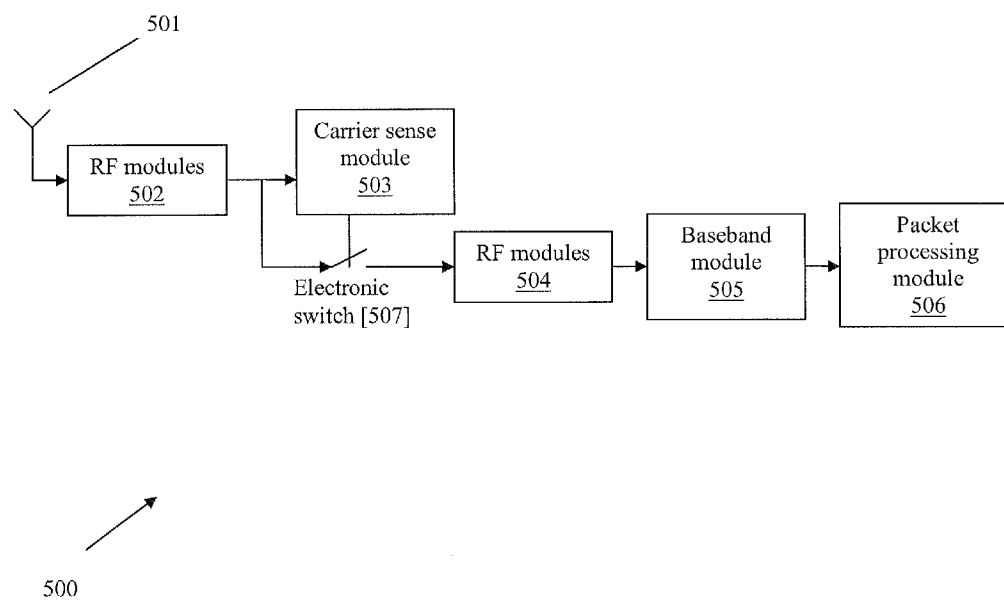 501
RF modules
502
Carrier sense
module
503
Electronic
switch [507]
RF modules
504
Baseband
module
505
Packet
processing
module
506
500